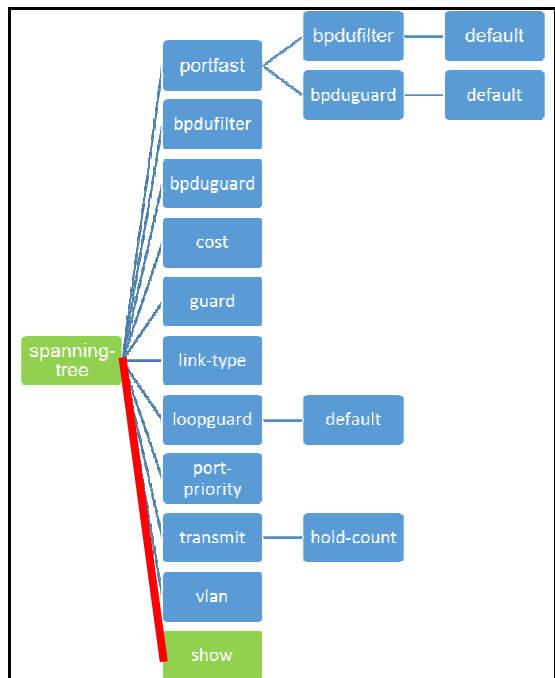 portfast
bpdufilter
default
bpduguard
default
bpdufilter
bpduguard
cost
guard
spanning-
tree
link-type
loopguard
default
port-
priority
transmit
hold-count
vlan
show